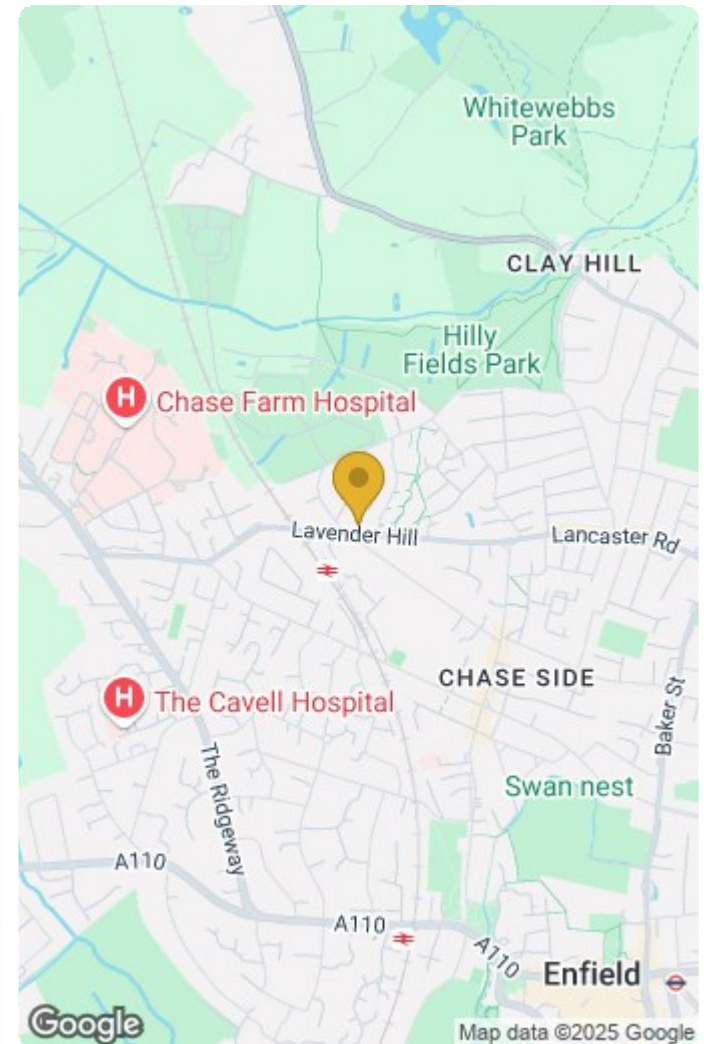 Whitewebbs
Park
CLAY HILL
Hilly
Fields Park
H
Chase Farm Hospital
Lavender Hill
Lancaster Rd
CHASE SIDE
H
The Cavell Hospital
Baker St
The Ridgeway
Swan nest
A110
A110
A110
Enfield
Google
Map data ©2025 Google